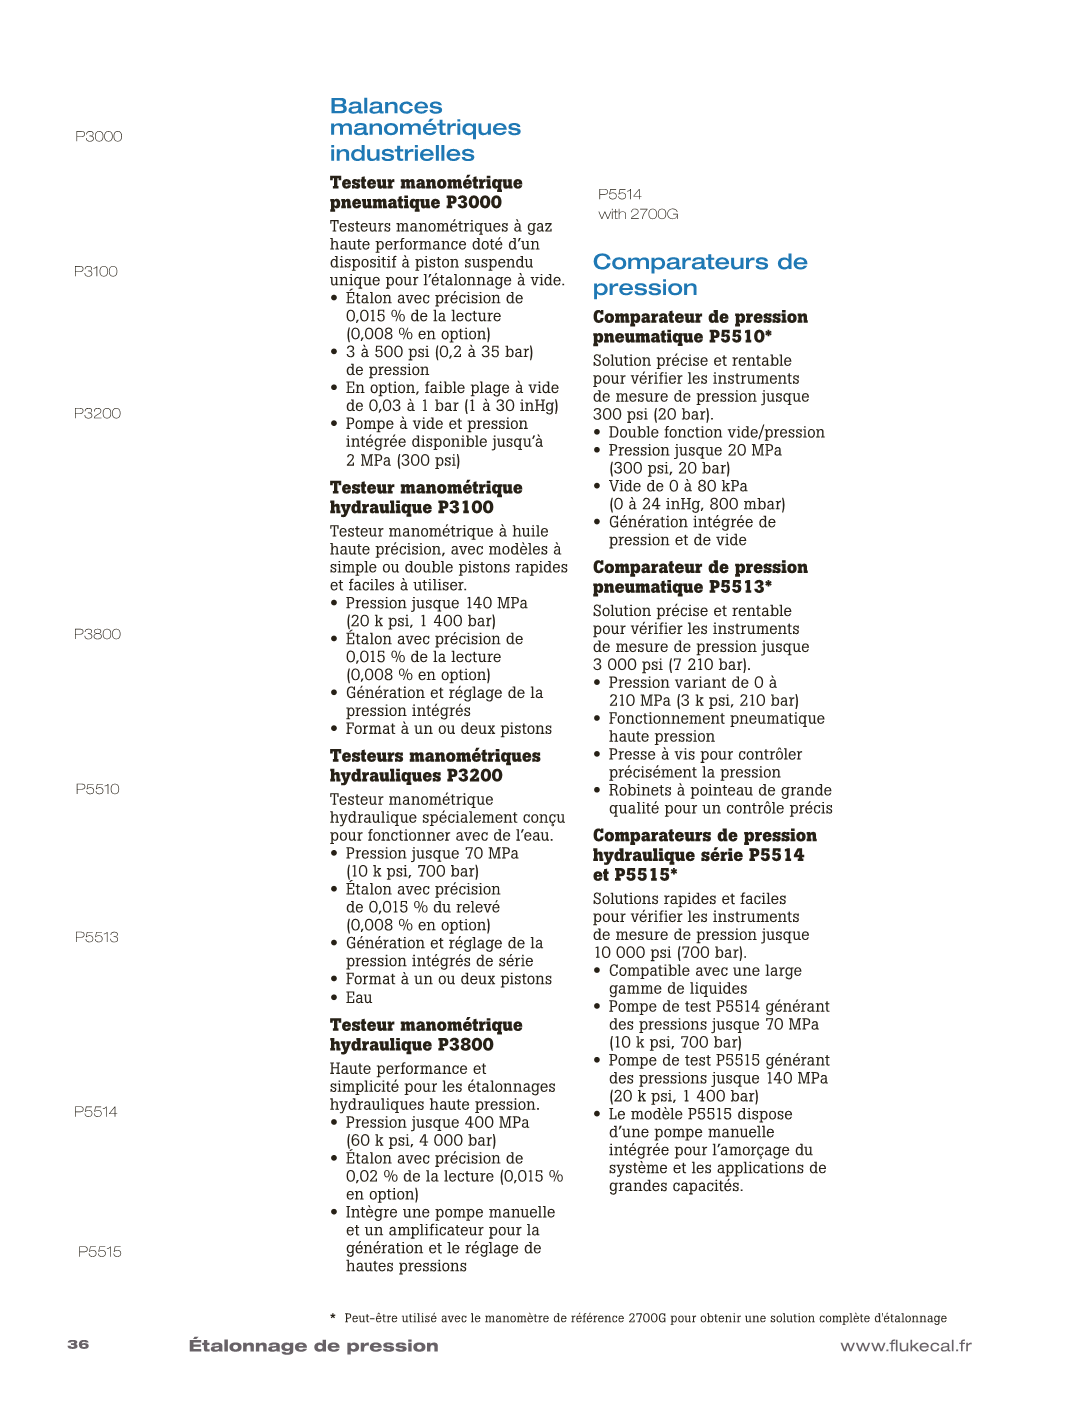 P3000
P3100
P3200
P3800
P5510
P5513
P5514
P5515
Balances
manométriques
industrielles
Testeur manométrique
pneumatique P3000
Testeurs manométriques à gaz
haute performance doté d’un
dispositif à piston suspendu
unique pour l’étalonnage à vide.
• Étalon avec précision de
0,015 % de la lecture
(0,008 % en option)
• 3 à 500 psi (0,2 à 35 bar)
de pression
• En option, faible plage à vide
de 0,03 à 1 bar (1 à 30 inHg)
• Pompe à vide et pression
intégrée disponible jusqu’à
2 MPa (300 psi)
Testeur manométrique
hydraulique P3100
Testeur manométrique à huile
haute précision, avec modèles à
simple ou double pistons rapides
et faciles à utiliser.
• Pression jusque 140 MPa
(20 k psi, 1 400 bar)
• Étalon avec précision de
0,015 % de la lecture
(0,008 % en option)
• Génération et réglage de la
pression intégrés
• Format à un ou deux pistons
Testeurs manométriques
hydrauliques P3200
Testeur manométrique
hydraulique spécialement conçu
pour fonctionner avec de l’eau.
• Pression jusque 70 MPa
(10 k psi, 700 bar)
• Étalon avec précision
de 0,015 % du relevé
(0,008 % en option)
• Génération et réglage de la
pression intégrés de série
• Format à un ou deux pistons
• Eau
Testeur manométrique
hydraulique P3800
Haute performance et
simplicité pour les étalonnages
hydrauliques haute pression.
• Pression jusque 400 MPa
(60 k psi, 4 000 bar)
• Étalon avec précision de
0,02 % de la lecture (0,015 %
en option)
• Intègre une pompe manuelle
et un amplificateur pour la
génération et le réglage de
hautes pressions
P5514
with 2700G
Comparateurs de
pression
Comparateur de pression
pneumatique P5510*
Solution précise et rentable
pour vérifier les instruments
de mesure de pression jusque
300 psi (20 bar).
• Double fonction vide/pression
• Pression jusque 20 MPa
(300 psi, 20 bar)
• Vide de 0 à 80 kPa
(0 à 24 inHg, 800 mbar)
• Génération intégrée de
pression et de vide
Comparateur de pression
pneumatique P5513*
Solution précise et rentable
pour vérifier les instruments
de mesure de pression jusque
3 000 psi (7 210 bar).
• Pression variant de 0 à
210 MPa (3 k psi, 210 bar)
• Fonctionnement pneumatique
haute pression
• Presse à vis pour contrôler
précisément la pression
• Robinets à pointeau de grande
qualité pour un contrôle précis
Comparateurs de pression
hydraulique série P5514
et P5515*
Solutions rapides et faciles
pour vérifier les instruments
de mesure de pression jusque
10 000 psi (700 bar).
• Compatible avec une large
gamme de liquides
• Pompe de test P5514 générant
des pressions jusque 70 MPa
(10 k psi, 700 bar)
• Pompe de test P5515 générant
des pressions jusque 140 MPa
(20 k psi, 1 400 bar)
• Le modèle P5515 dispose
d’une pompe manuelle
intégrée pour l’amorçage du
système et les applications de
grandes capacités.
* Peut-être utilisé avec le manomètre de référence 2700G pour obtenir une solution complète d'étalonnage
36 Étalonnage de pression www.flukecal.fr